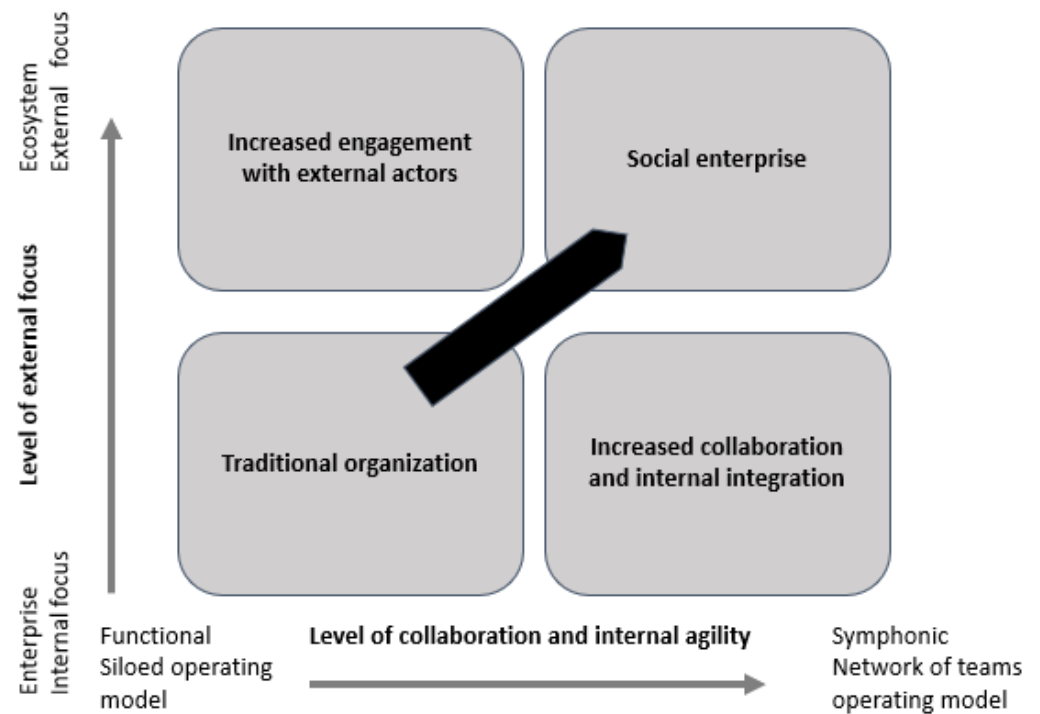 Ecosystem
External focus
Increased engagement
with external actors
Social enterprise
Level of external focus
Traditional organization
Increased collaboration
and internal integration
Enterprise
Internal focus
Functional
Siloed operating
model
Level of collaboration and internal agility
Symphonic
Network of teams
operating model